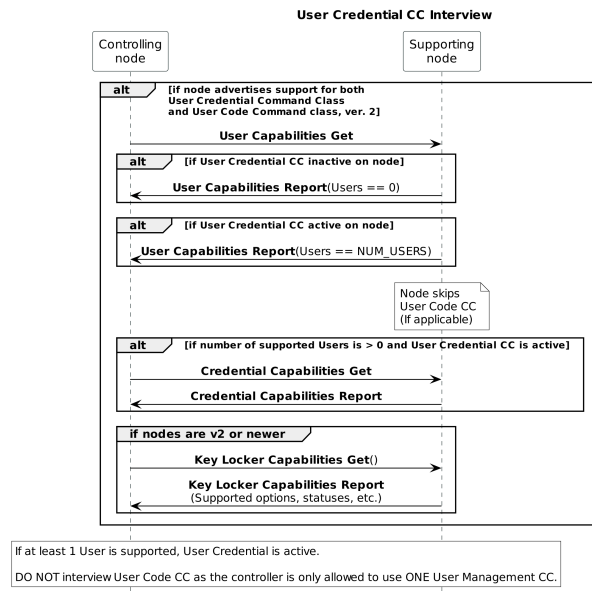 User Credential CC Interview
Controlling
node
Supporting
node
alt
[if node advertises support for both
User Credential Command Class
and User Code Command class, ver. 2]
User Capabilities Get
alt
[if User Credential CC inactive on node]
User Capabilities Report(Users == 0)
alt
[if User Credential CC active on node]
User Capabilities Report(Users == NUM_USERS)
Node skips
User Code CC
(If applicable)
alt
[if number of supported Users is > 0 and User Credential CC is active]
Credential Capabilities Get
Credential Capabilities Report
if nodes are v2 or newer
Key Locker Capabilities Get()
Key Locker Capabilities Report
(Supported options, statuses, etc.)
If at least 1 User is supported, User Credential is active.
DO NOT interview User Code CC as the controller is only allowed to use ONE User Management CC.